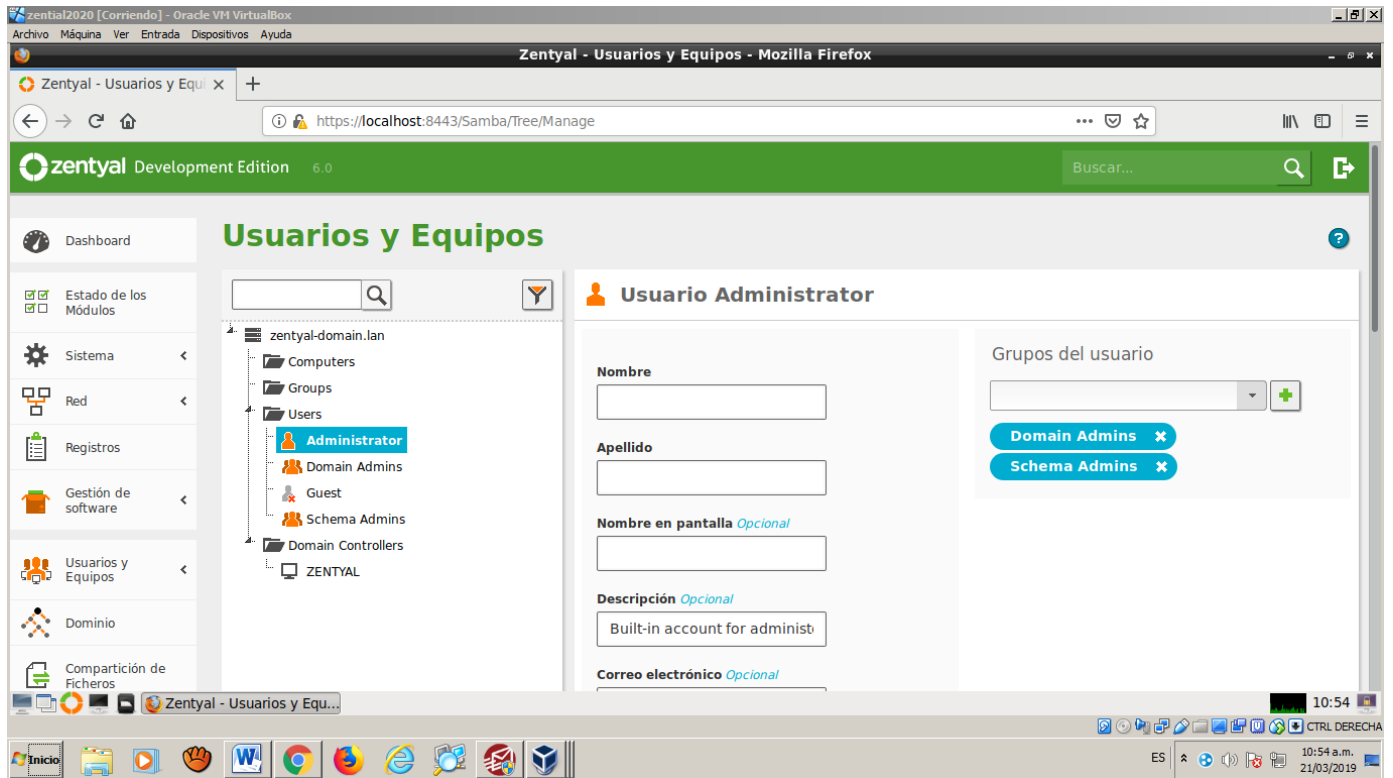 zential2020 [Corriendo] - Oracle VM VirtualBox
Archivo Máquina Ver Entrada Dispositivos Ayuda
Zentyal - Usuarios y Equipos - Mozilla Firefox
Zentyal - Usuarios y Equi
https://localhost:8443/Samba/Tree/Manage
zentyal Development Edition 6.0
Buscar...
Dashboard
Estado de los
Módulos
Sistema
Red
Registros
Gestión de
software
Usuarios y
Equipos
Dominio
Compartición de
Ficheros
Usuarios y Equipos
zentyal-domain.lan
Computers
Groups
Users
Administrator
Domain Admins
Guest
Schema Admins
Domain Controllers
ZENTYAL
Usuario Administrator
Nombre
Apellido
Nombre en pantalla Opcional
Descripción Opcional
Built-in account for administ
Correo electrónico Opcional
Grupos del usuario
Domain Admins
Schema Admins
Zentyal - Usuarios y Equ...
10:54
CTRL DERECHA
Inicio
ES
10:54 a.m.
21/03/2019